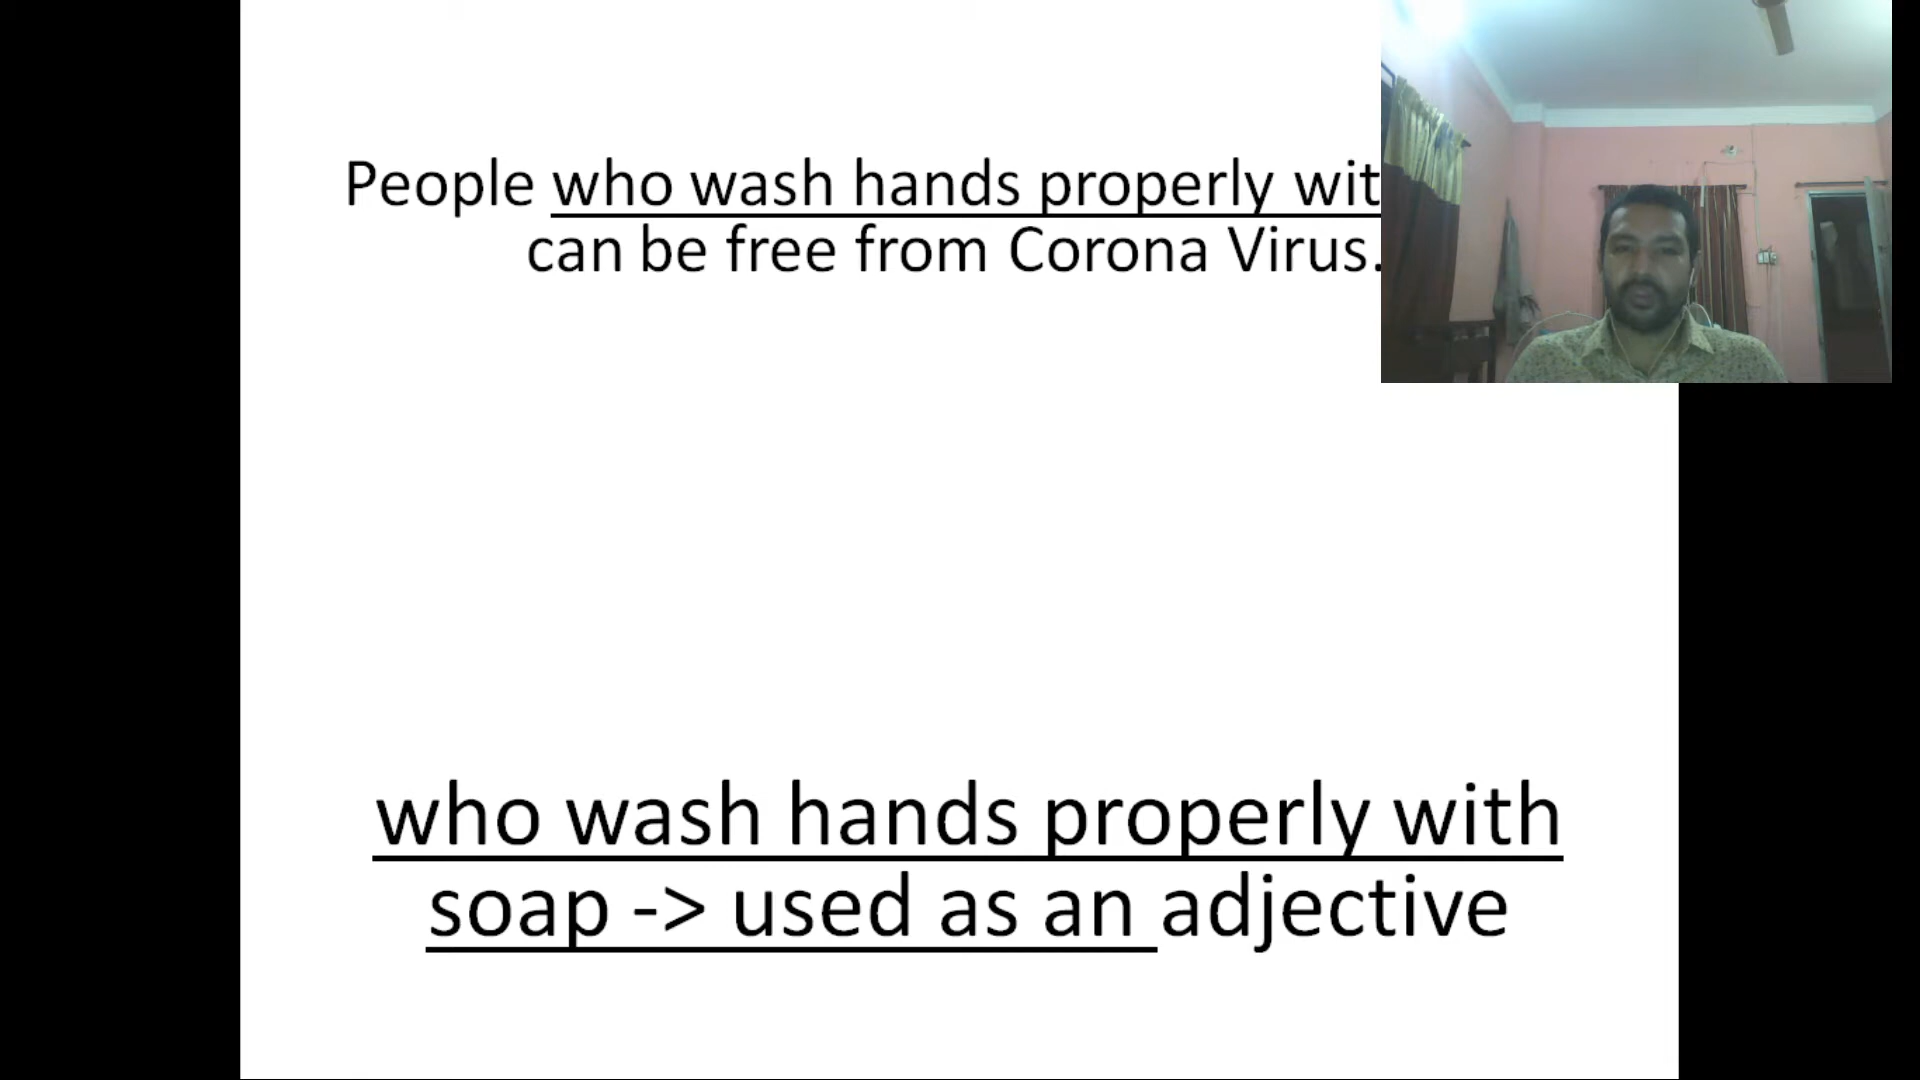 People who wash hands properly wit
can be free from Corona Virus.
who wash hands properly with
soap -> used as an adjective